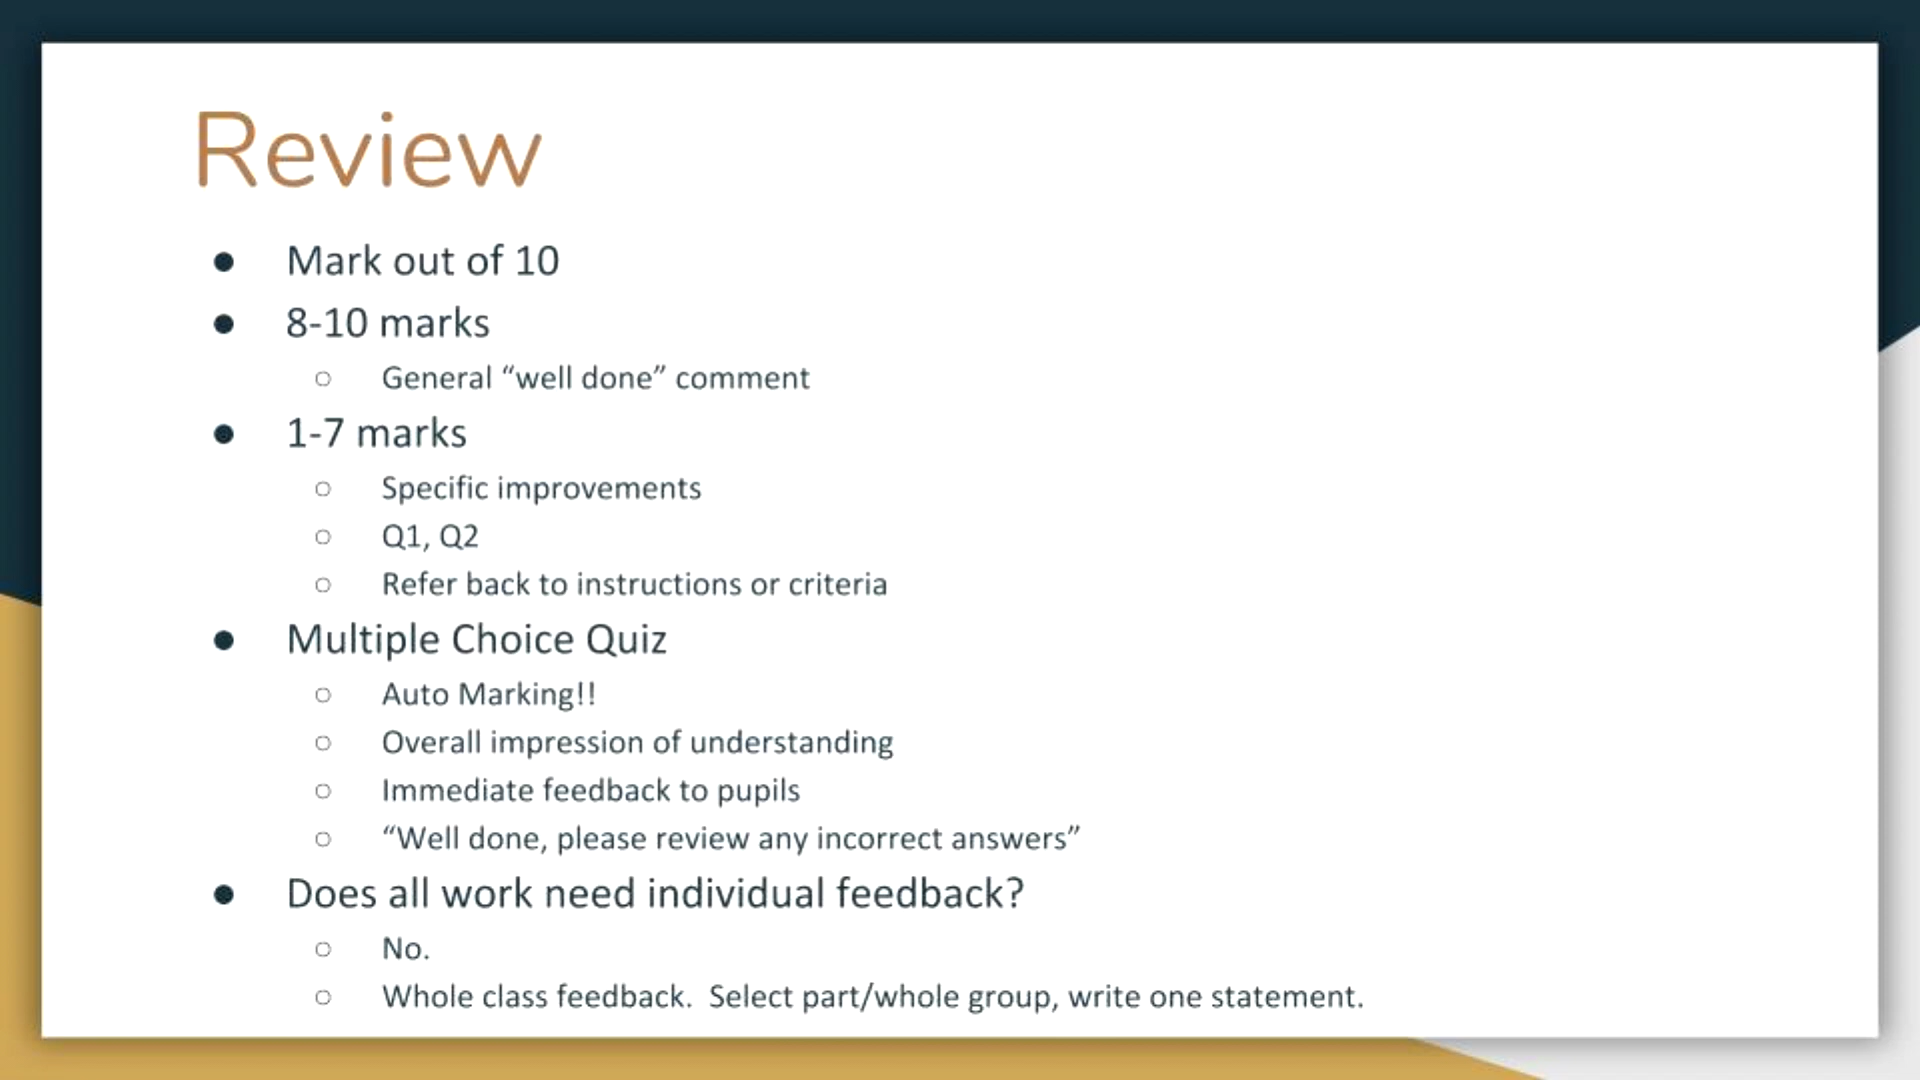 Review
● Mark out of 10
● 8-10 marks
○ General “well done” comment
● 1-7 marks
○ Specific improvements
○ Q1, Q2
○ Refer back to instructions or criteria
● Multiple Choice Quiz
○ Auto Marking!!
○ Overall impression of understanding
○ Immediate feedback to pupils
○ “Well done, please review any incorrect answers”
● Does all work need individual feedback?
○ No.
○ Whole class feedback.  Select part/whole group, write one statement.